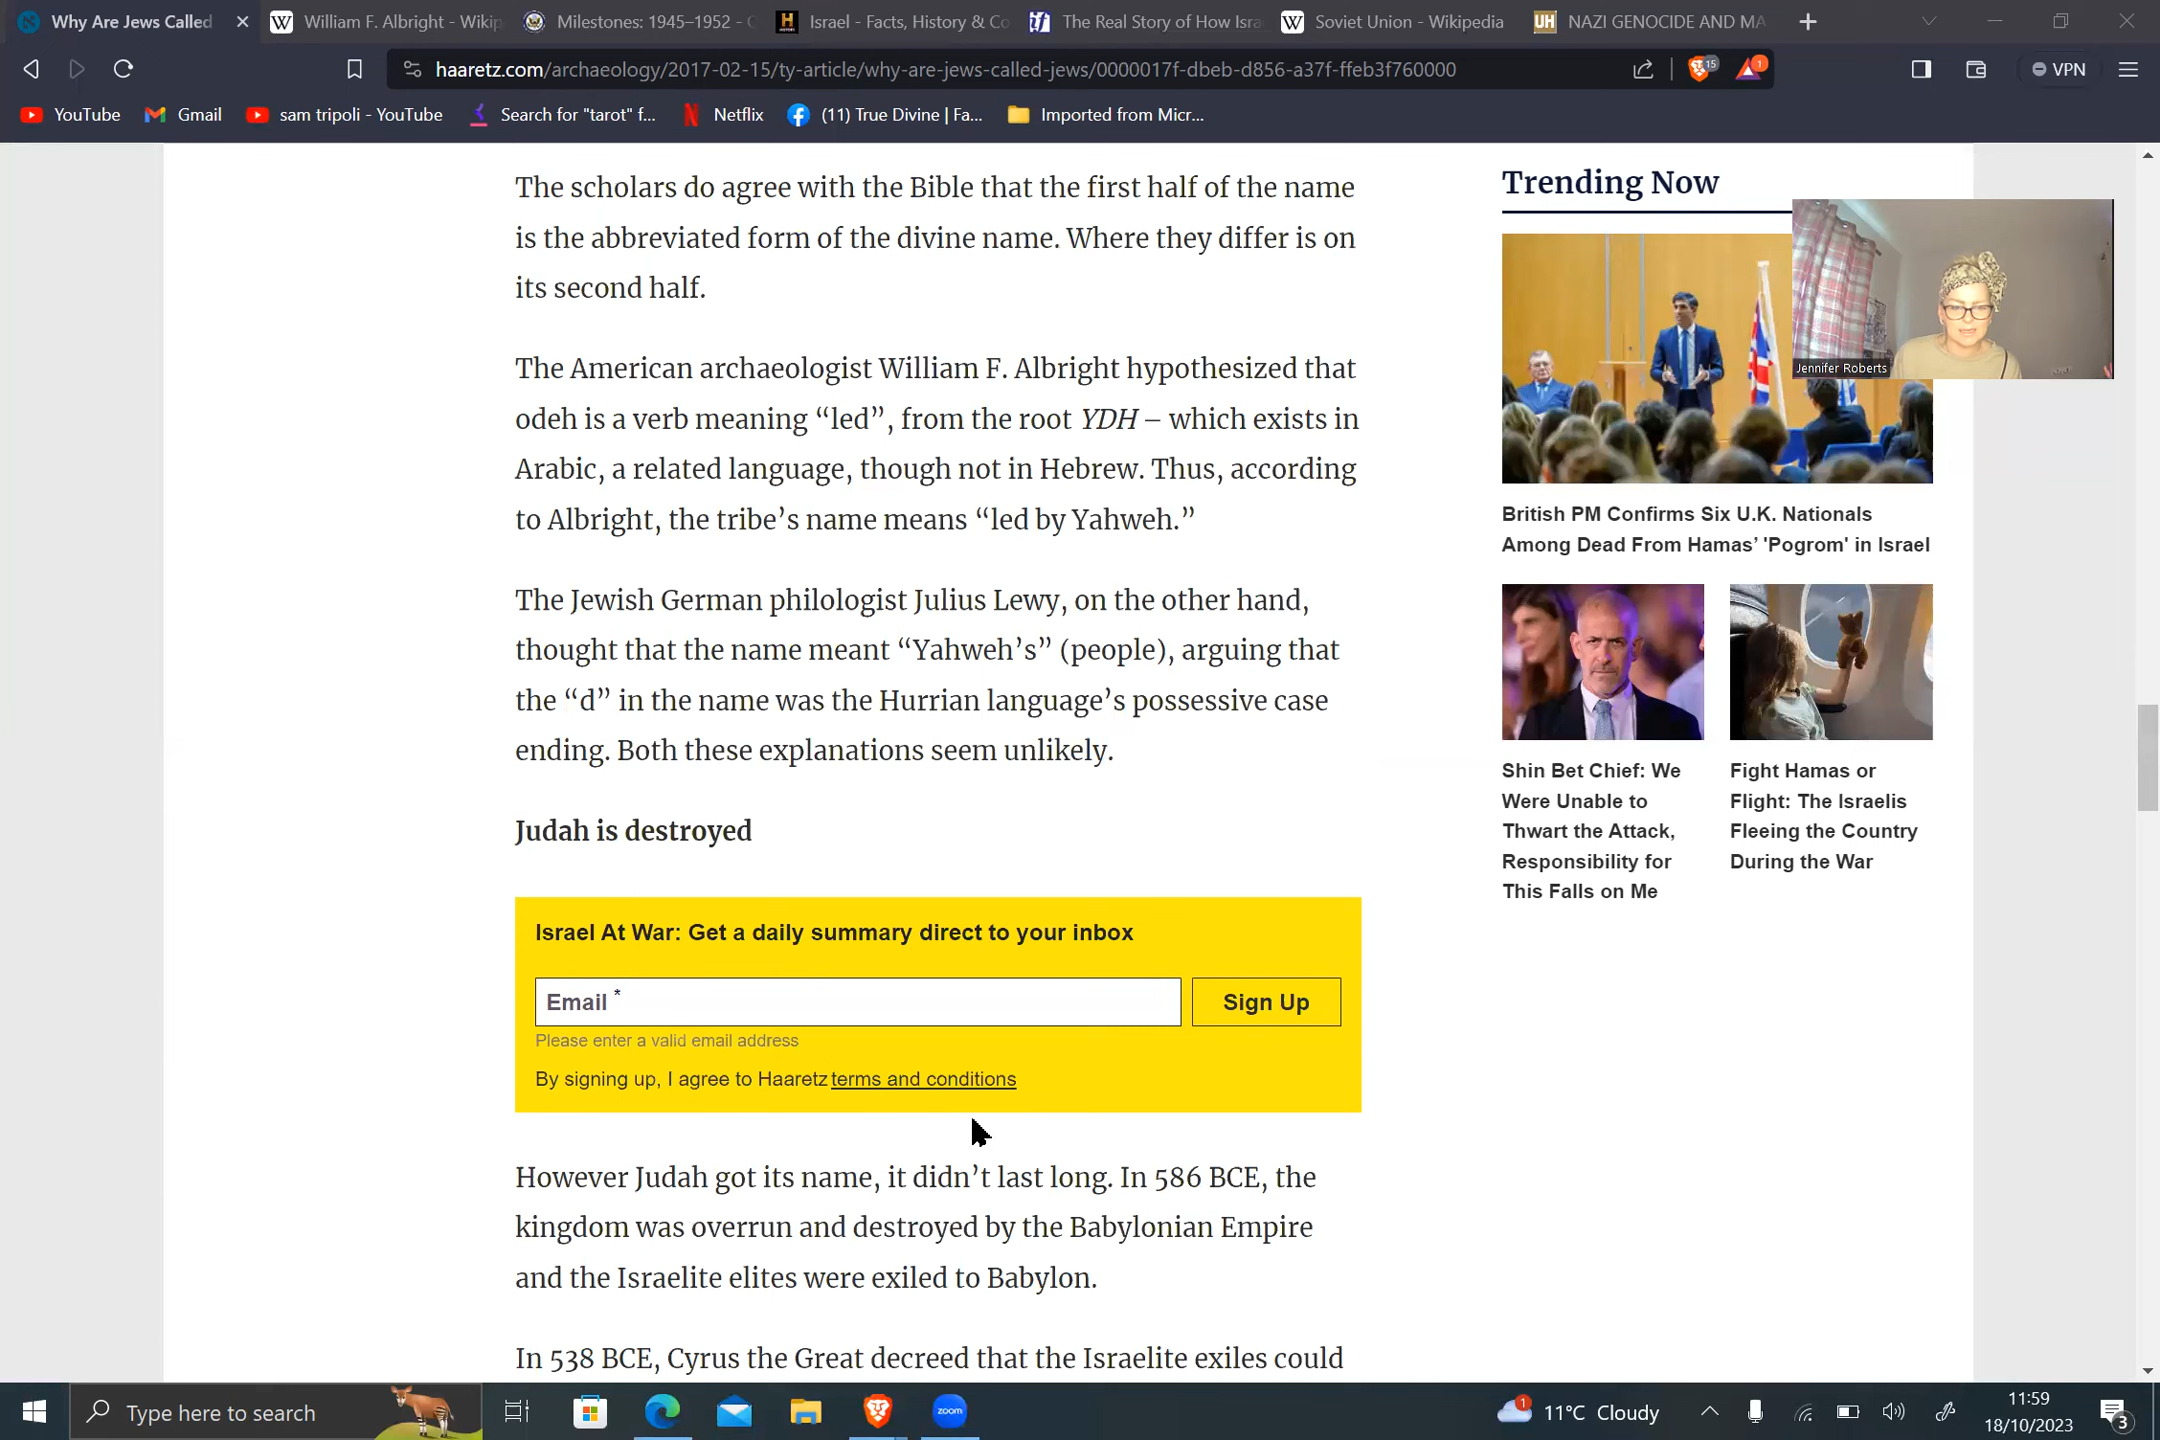 Why Are Jews Called
William F. Albright - Wikip
Milestones: 1945–1952 -
Israel - Facts, History & Co
The Real Story of How Isra
Soviet Union - Wikipedia
UH NAZI GENOCIDE AND MA
haaretz.com/archaeology/2017-02-15/ty-article/why-are-jews-called-jews/0000017f-dbeb-d856-a37f-ffeb3f760000
15
1
VPN
YouTube
Gmail
sam tripoli - YouTube
Search for "tarot" f...
Netflix
(11) True Divine | Fa...
Imported from Micr...
The scholars do agree with the Bible that the first half of the name
is the abbreviated form of the divine name. Where they differ is on
its second half.
The American archaeologist William F. Albright hypothesized that
odeh is a verb meaning “led”, from the root YDH – which exists in
Arabic, a related language, though not in Hebrew. Thus, according
to Albright, the tribe’s name means “led by Yahweh.”
The Jewish German philologist Julius Lewy, on the other hand,
thought that the name meant “Yahweh’s” (people), arguing that
the “d” in the name was the Hurrian language’s possessive case
ending. Both these explanations seem unlikely.
Judah is destroyed
Israel At War: Get a daily summary direct to your inbox
Email *
Sign Up
Please enter a valid email address
By signing up, I agree to Haaretz terms and conditions
However Judah got its name, it didn’t last long. In 586 BCE, the
kingdom was overrun and destroyed by the Babylonian Empire
and the Israelite elites were exiled to Babylon.
In 538 BCE, Cyrus the Great decreed that the Israelite exiles could
Trending Now
Jennifer Roberts
British PM Confirms Six U.K. Nationals
Among Dead From Hamas’ 'Pogrom' in Israel
Shin Bet Chief: We
Were Unable to
Thwart the Attack,
Responsibility for
This Falls on Me
Fight Hamas or
Flight: The Israelis
Fleeing the Country
During the War
Type here to search
zoom
1
11°C Cloudy
11:59
18/10/2023
3